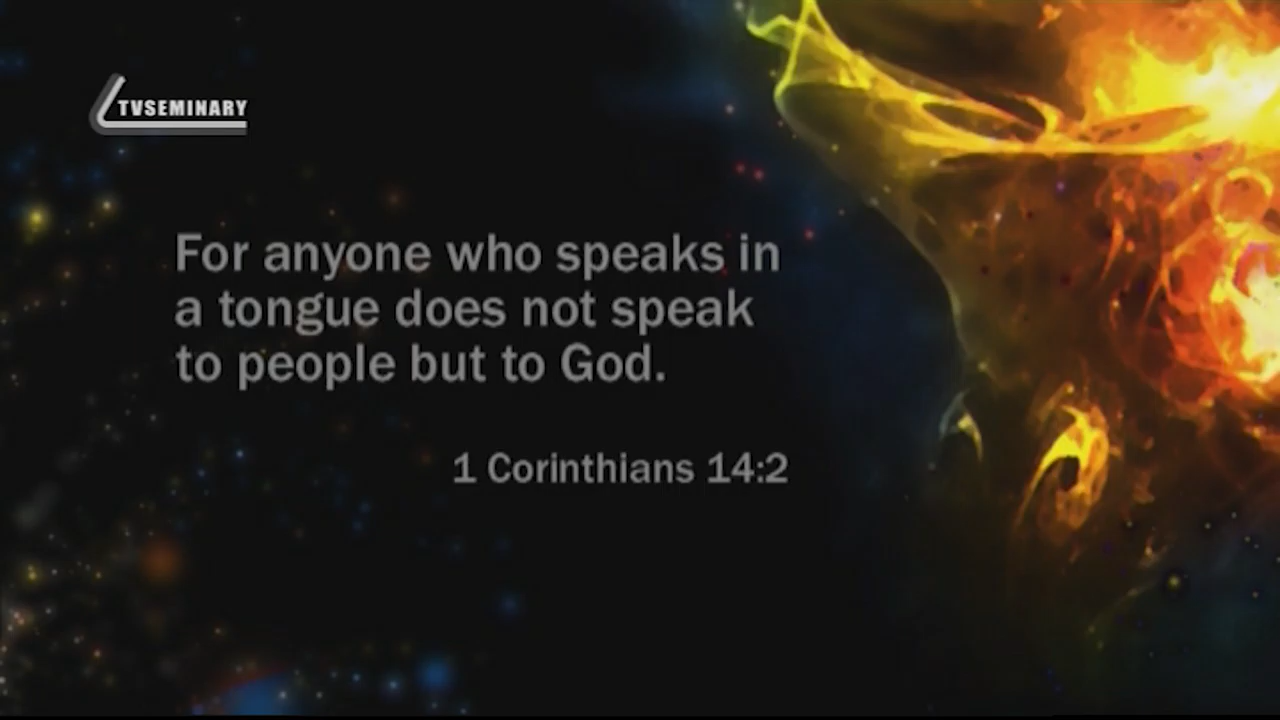 TVSEMINARY
For anyone who speaks in
a tongue does not speak
to people but to God.
1 Corinthians 14:2